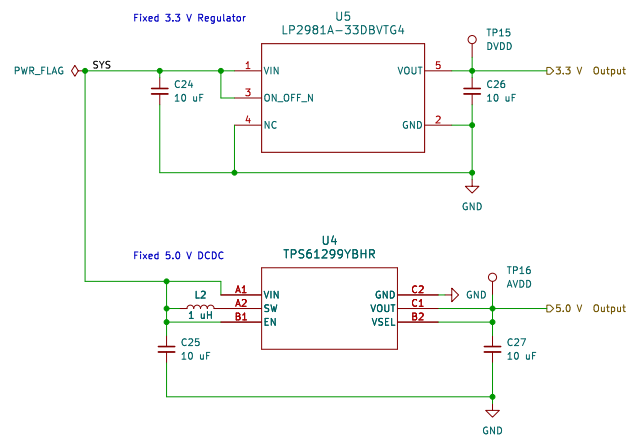 Fixed 3.3 V Regulator
U5
LP2981A-33DBVTG4
TP15
DVDD
PWR_FLAG
SYS
1
VIN
VOUT
5
3.3 V Output
C24
10 uF
3
ON_OFF_N
C26
10 uF
4
NC
GND
2
GND
Fixed 5.0 V DCDC
U4
TPS61299YBHR
TP16
AVDD
A1
VIN
GND
C2
GND
L2
A2
SW
VOUT
C1
5.0 V Output
1 uH
B1
EN
VSEL
B2
C25
10 uF
C27
10 uF
GND